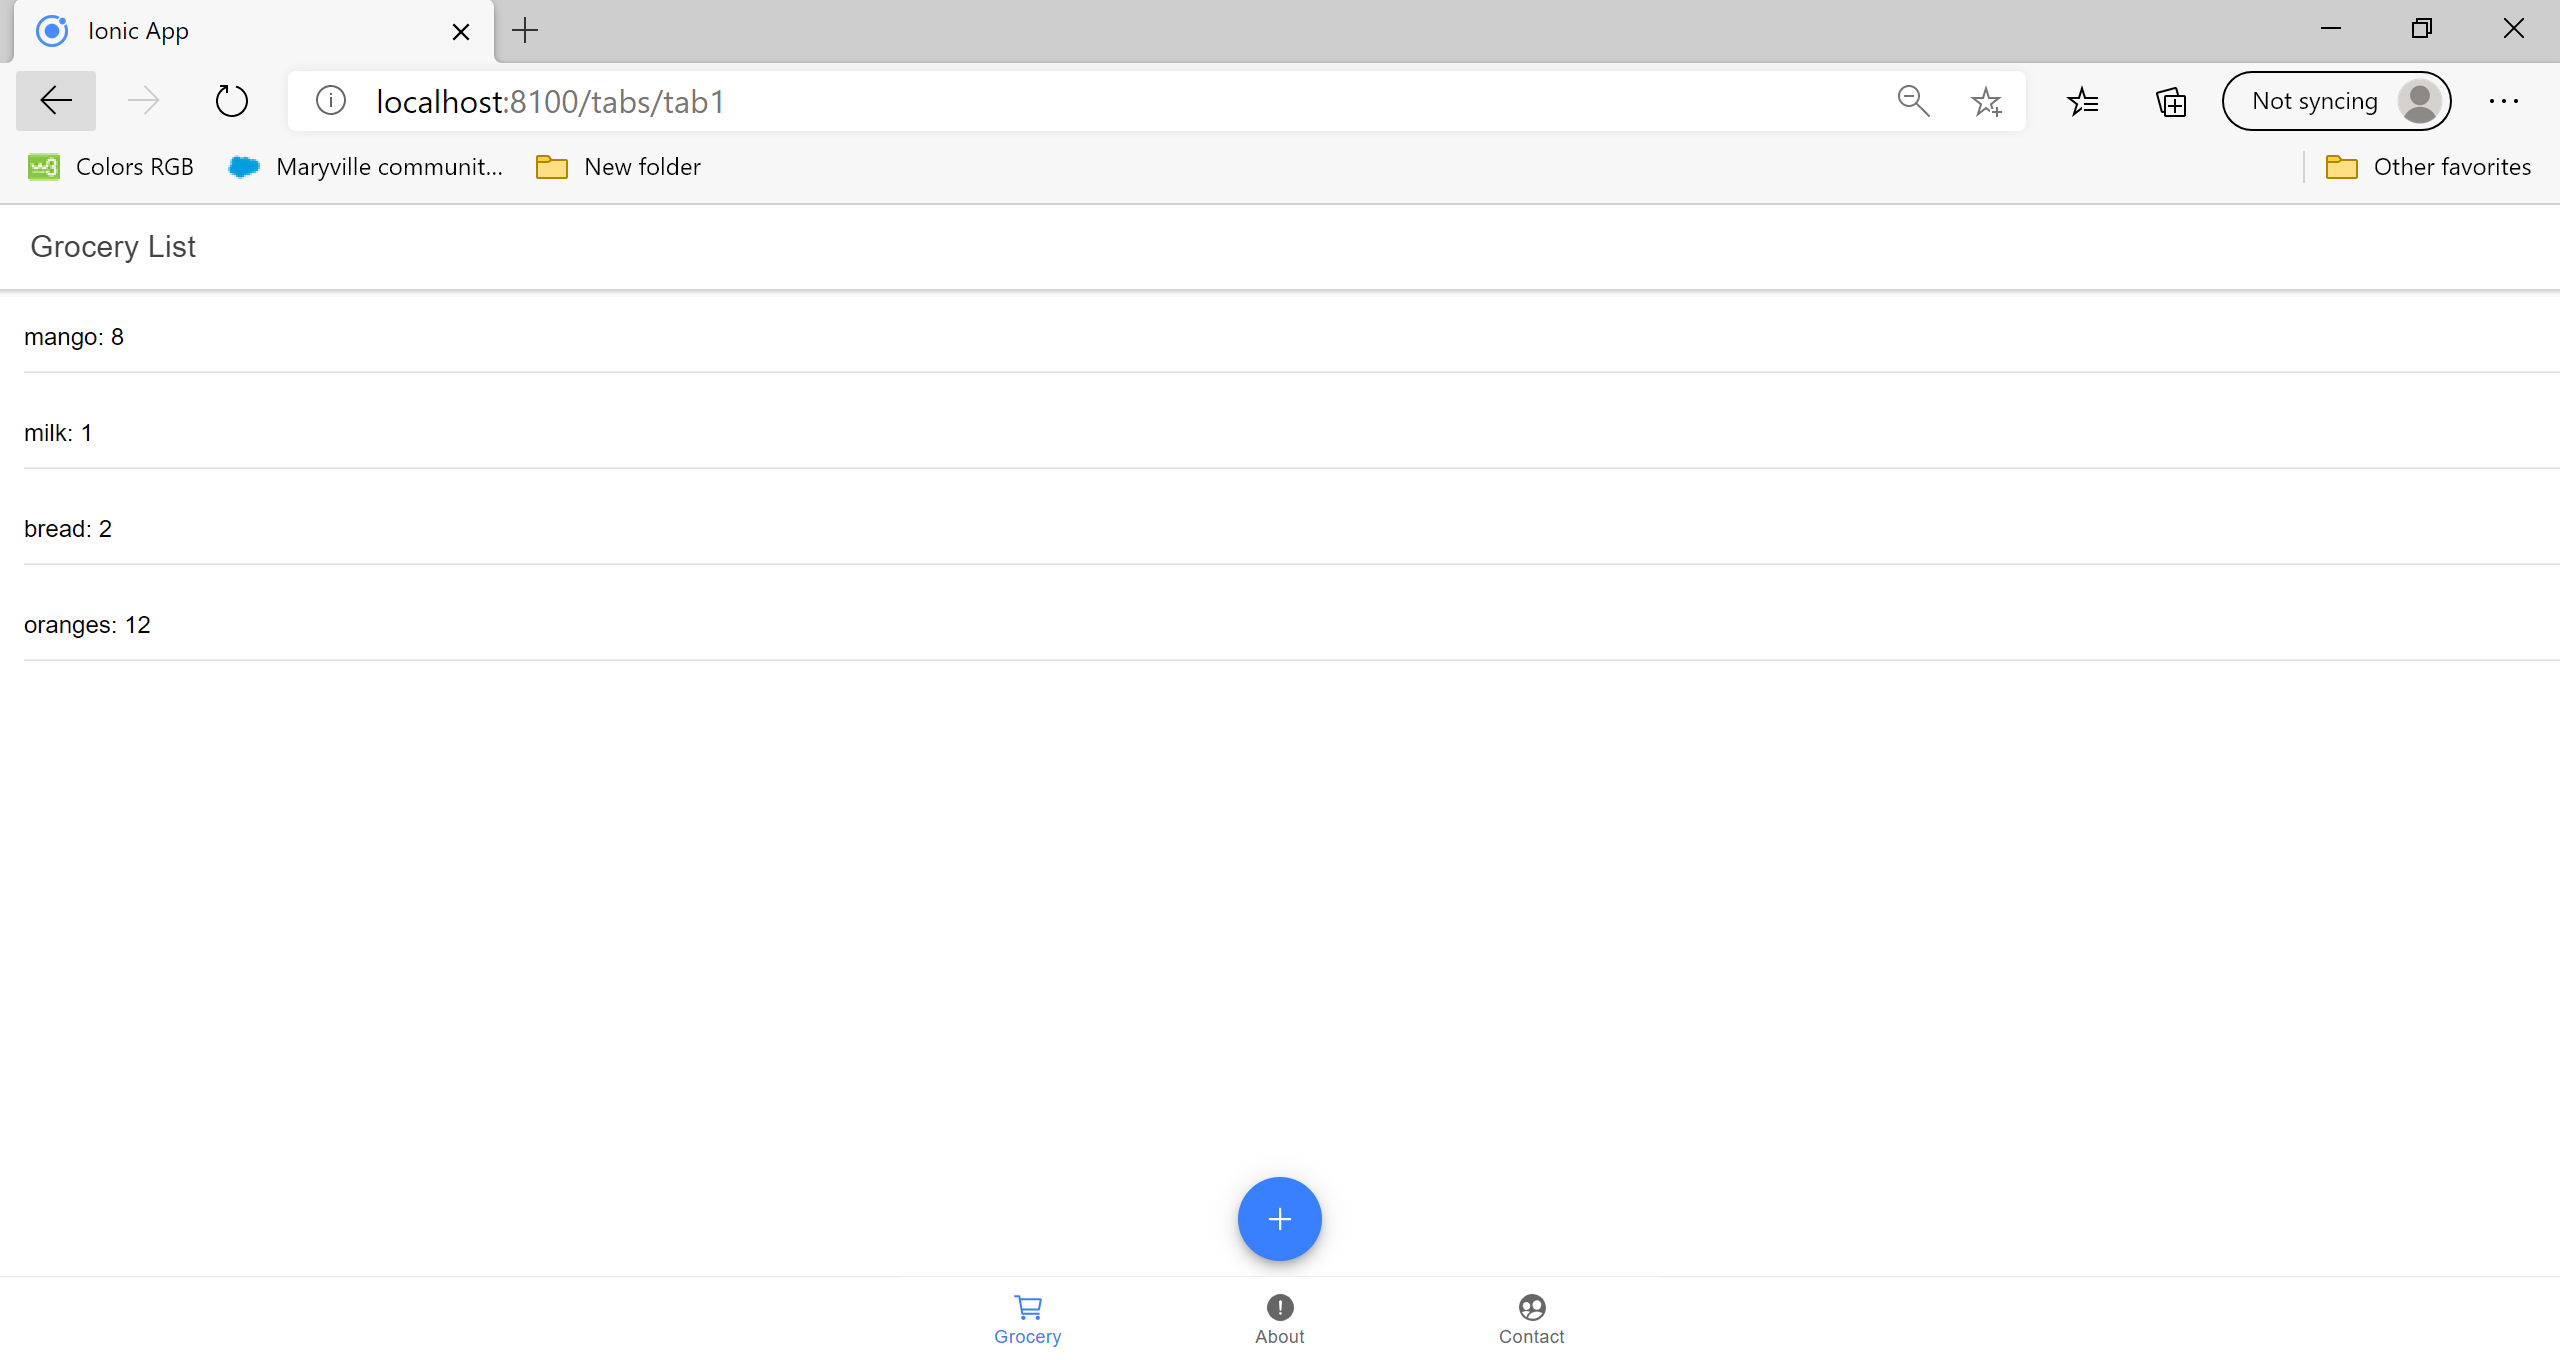 Ionic App
localhost:8100/tabs/tab1
Not syncing
Colors RGB
Maryville communit...
New folder
Other favorites
Grocery List
mango: 8
milk: 1
bread: 2
oranges: 12
Grocery
About
Contact